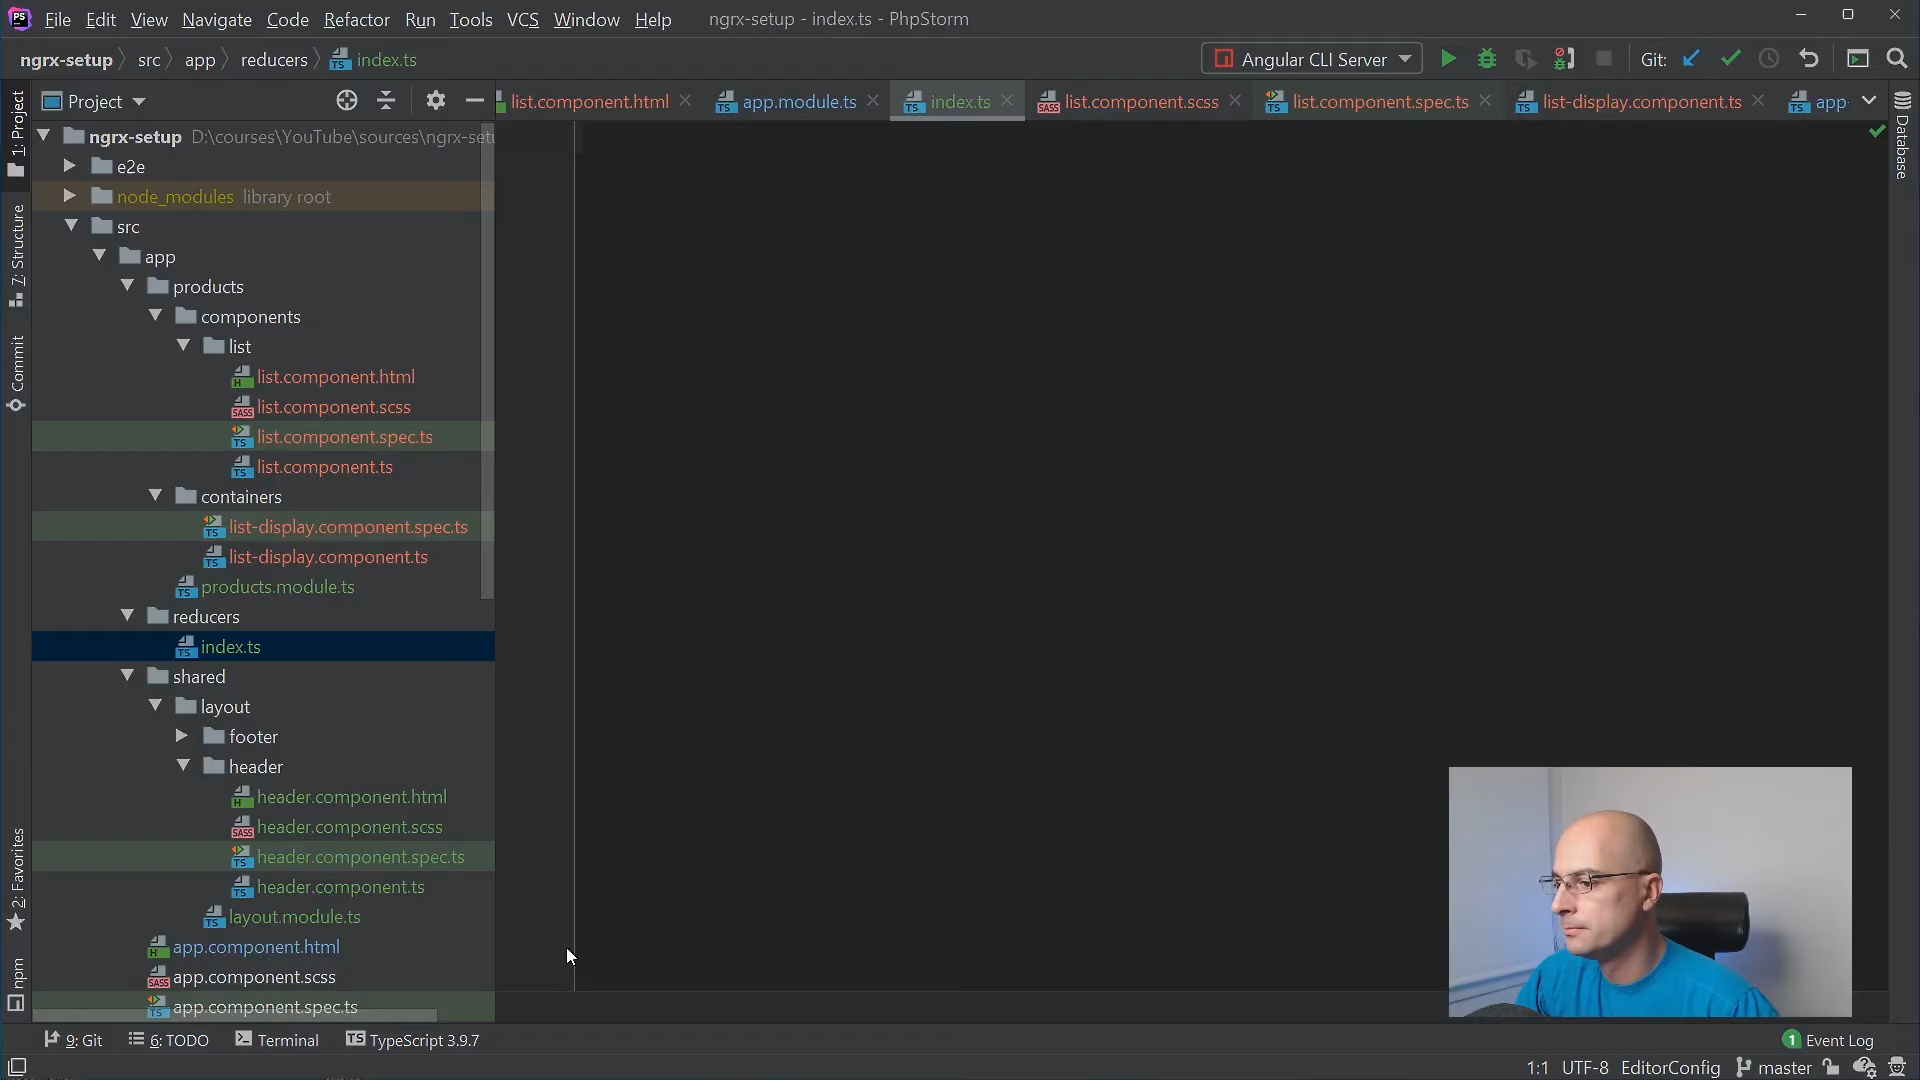 PS File Edit View Navigate Code Refactor Run Tools VCS Window Help ngrx-setup - index.ts - PhpStorm
ngrx-setup src app reducers index.ts Angular CLI Server Git:
Project list.component.html app.module.ts index.ts list.component.scss list.component.spec.ts list-display.component.ts app
1: Project
7: Structure
Commit
2: Favorites
npm
Database
ngrx-setup D:\courses\YouTube\sources\ngrx-setu
e2e
node_modules library root
src
app
products
components
list
list.component.html
list.component.scss
list.component.spec.ts
list.component.ts
containers
list-display.component.spec.ts
list-display.component.ts
products.module.ts
reducers
index.ts
shared
layout
footer
header
header.component.html
header.component.scss
header.component.spec.ts
header.component.ts
layout.module.ts
app.component.html
app.component.scss
app.component.spec.ts
9: Git 6: TODO Terminal TypeScript 3.9.7 1 Event Log
1:1 UTF-8 EditorConfig master